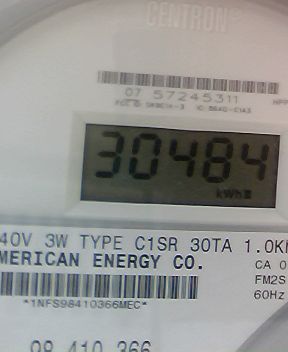 CENTRON®
07 57245311
30484
kWh
40V 3W TYPE C1SR 30TA 1.0K
MERICAN ENERGY CO.
CA 0
FM2S
60Hz
*1NFS98410366MEC*
98 410 366